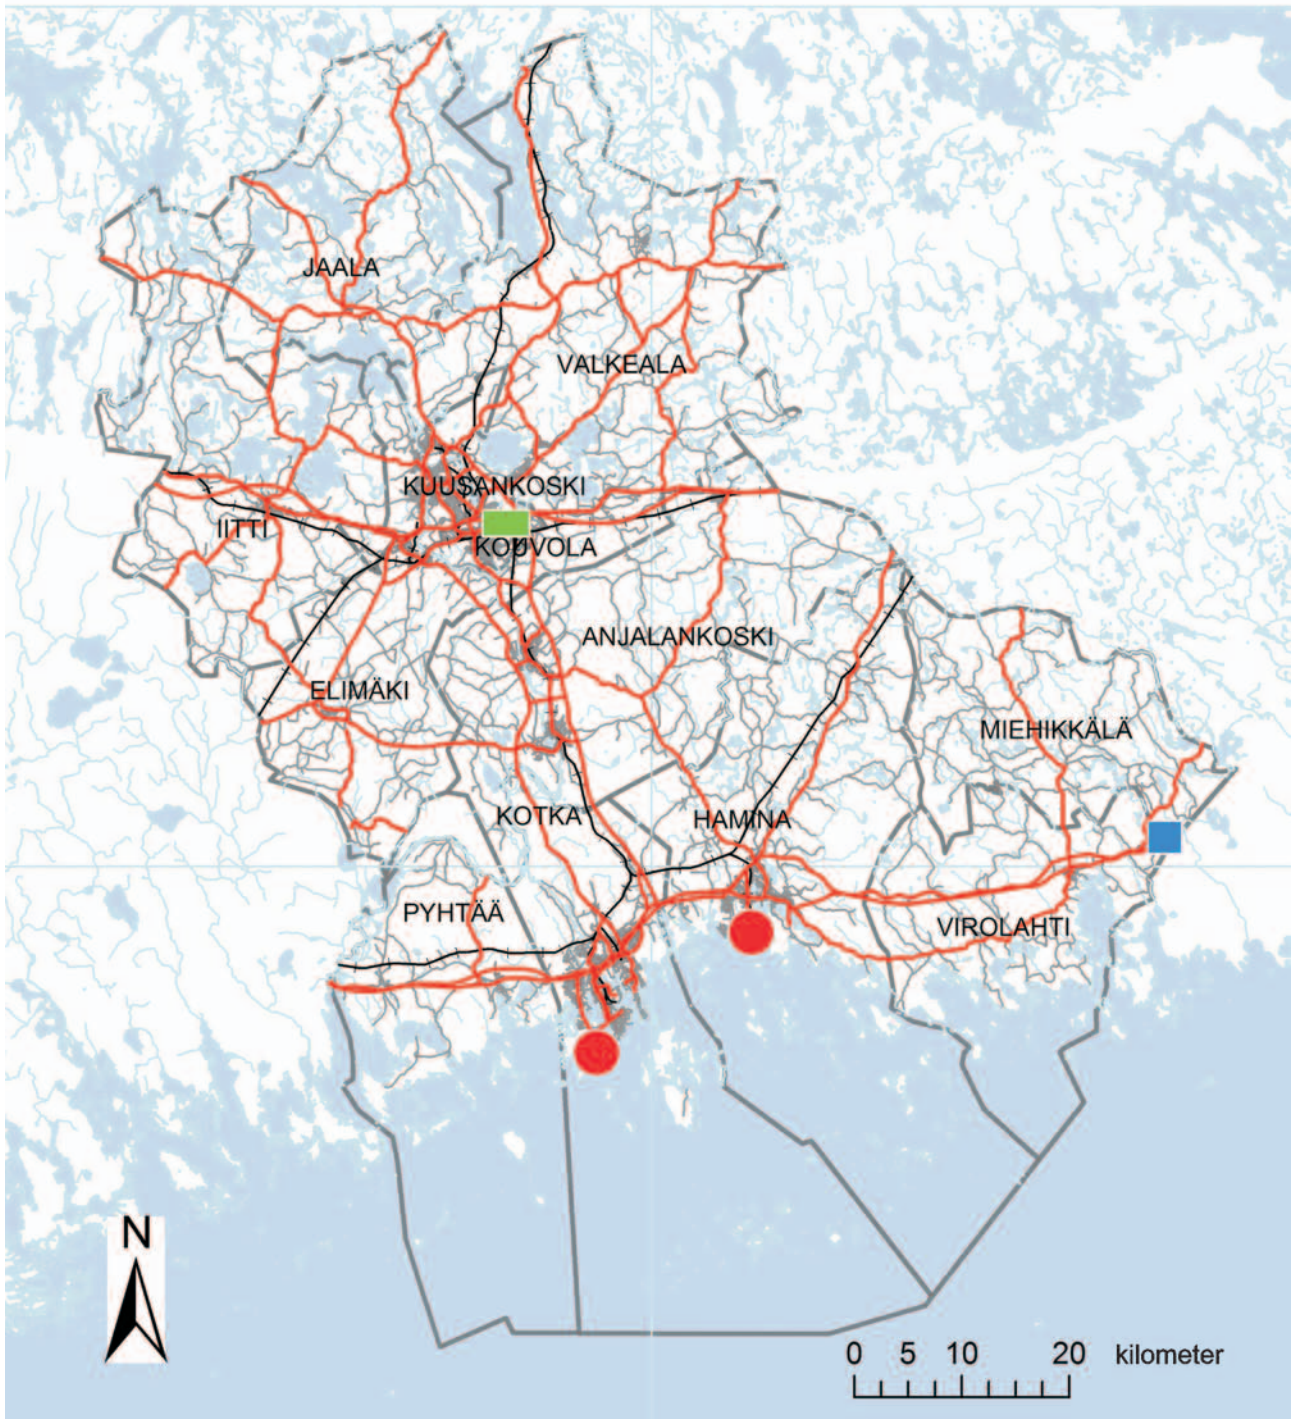 JAALA
VALKEALA
KUUSANKOSKI
IITTI
KOUVOLA
ANJALANKOSKI
ELIMÄKI
MIEHIKKÄLÄ
KOTKA
HAMINA
PYHTÄÄ
VIROLAHTI
N
0 5 10 20 kilometer